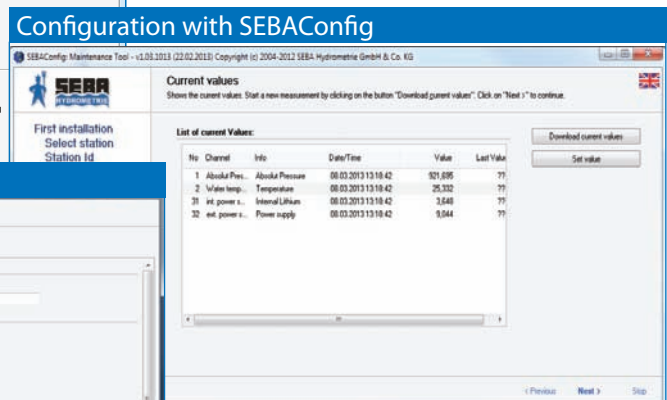 Configuration with SEBAConfig
SEBAConfig: Maintenance Tool - v1.03.1013 (22.02.2013) Copyright (c) 2004-2012 SEBA Hydrometrie GmbH & Co. KG
SEBA
HYDROMETRIE
Current values
Shows the current values. Start a new measurement by clicking on the button "Download current values". Click on "Next >" to continue.
First installation
Select station
Station Id
List of current Values:
Download current values
Set value
No Channel Info Date/Time Value Last Value
1 Absolut Pres... Absolut Pressure 08.03.2013 13:18:42 921,695 ??
2 Water temp... Temperature 08.03.2013 13:18:42 25,332 ??
31 int. power s... Internal Lithium 08.03.2013 13:18:42 3,648 ??
32 ext. power s... Power supply 08.03.2013 13:18:42 9,044 ??
< Previous Next > Stop